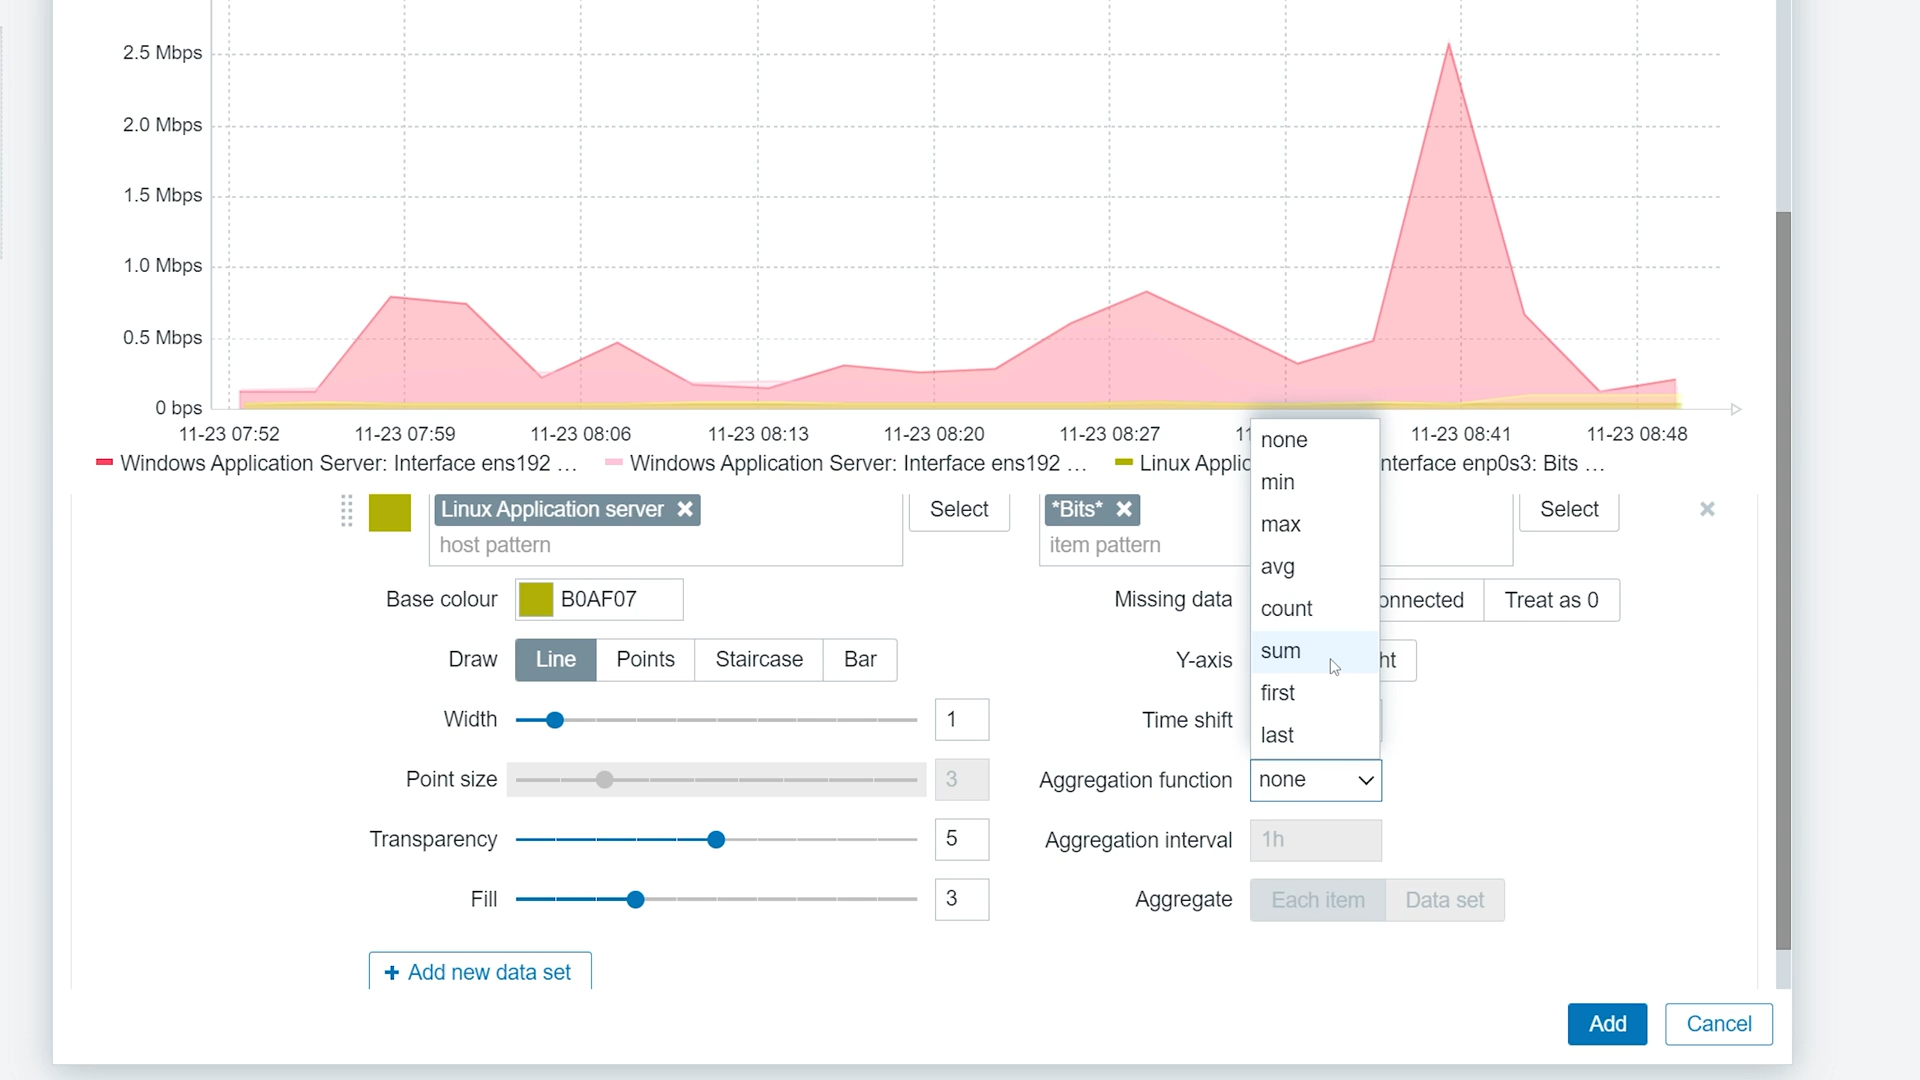 2.5 Mbps
2.0 Mbps
1.5 Mbps
1.0 Mbps
0.5 Mbps
0 bps
11-23 07:52 11-23 07:59 11-23 08:06 11-23 08:13 11-23 08:20 11-23 08:27 11-23 08:41 11-23 08:48
Windows Application Server: Interface ens192 ... Windows Application Server: Interface ens192 ... Linux Applic nterface enp0s3: Bits ...
Linux Application server
host pattern
Select
*Bits*
item pattern
Select
Base colour B0AF07
Draw Line Points Staircase Bar
Width 1
Point size 3
Transparency 5
Fill 3
+ Add new data set
Missing data onnected Treat as 0
Y-axis ht
Time shift
none
min
max
avg
count
sum
first
last
Aggregation function none
Aggregation interval 1h
Aggregate Each item Data set
Add Cancel